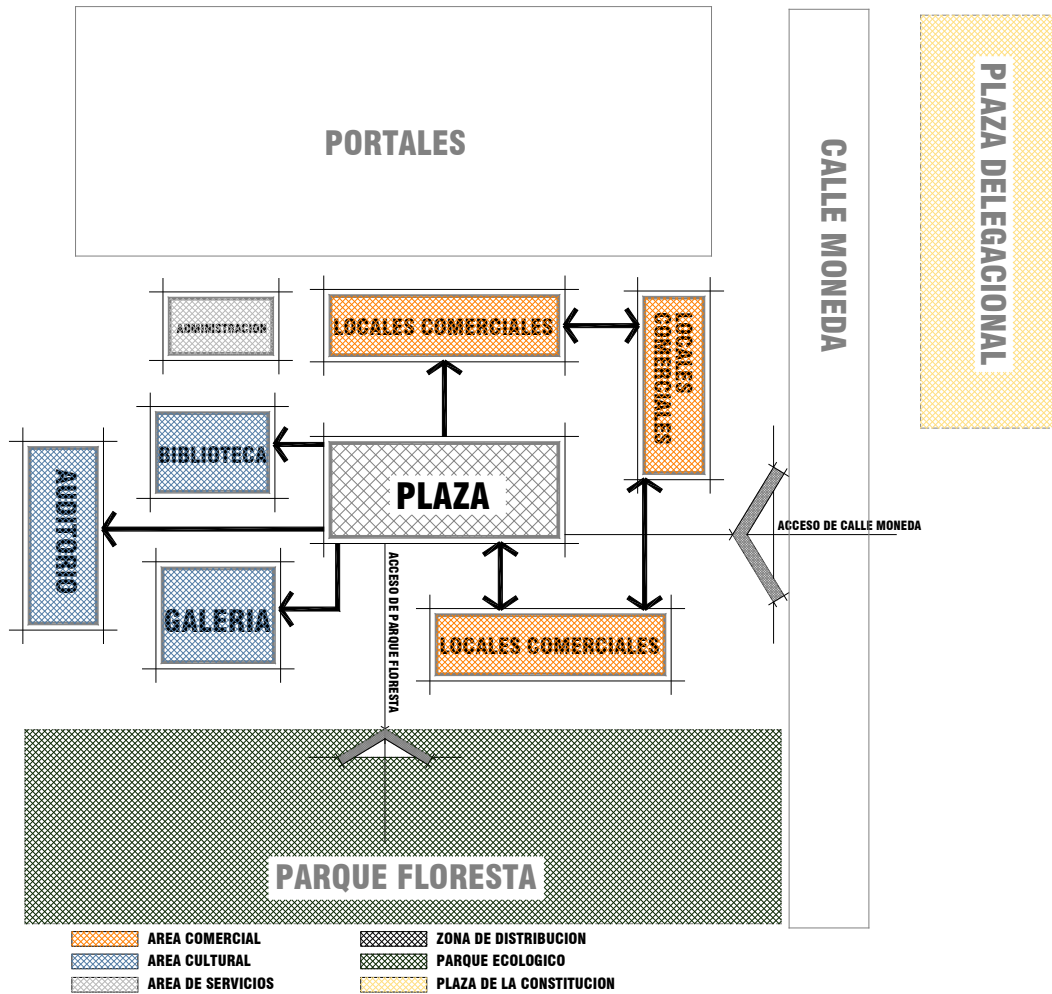 PORTALES
CALLE MONEDA
PLAZA DELEGACIONAL
ADMINISTRACION
LOCALES COMERCIALES
LOCALES
COMERCIALES
BIBLIOTECA
PLAZA
AUDITORIO
ACCESO DE CALLE MONEDA
GALERIA
ACCESO DE PARQUE FLORESTA
LOCALES COMERCIALES
PARQUE FLORESTA
AREA COMERCIAL
AREA CULTURAL
AREA DE SERVICIOS
ZONA DE DISTRIBUCION
PARQUE ECOLOGICO
PLAZA DE LA CONSTITUCION